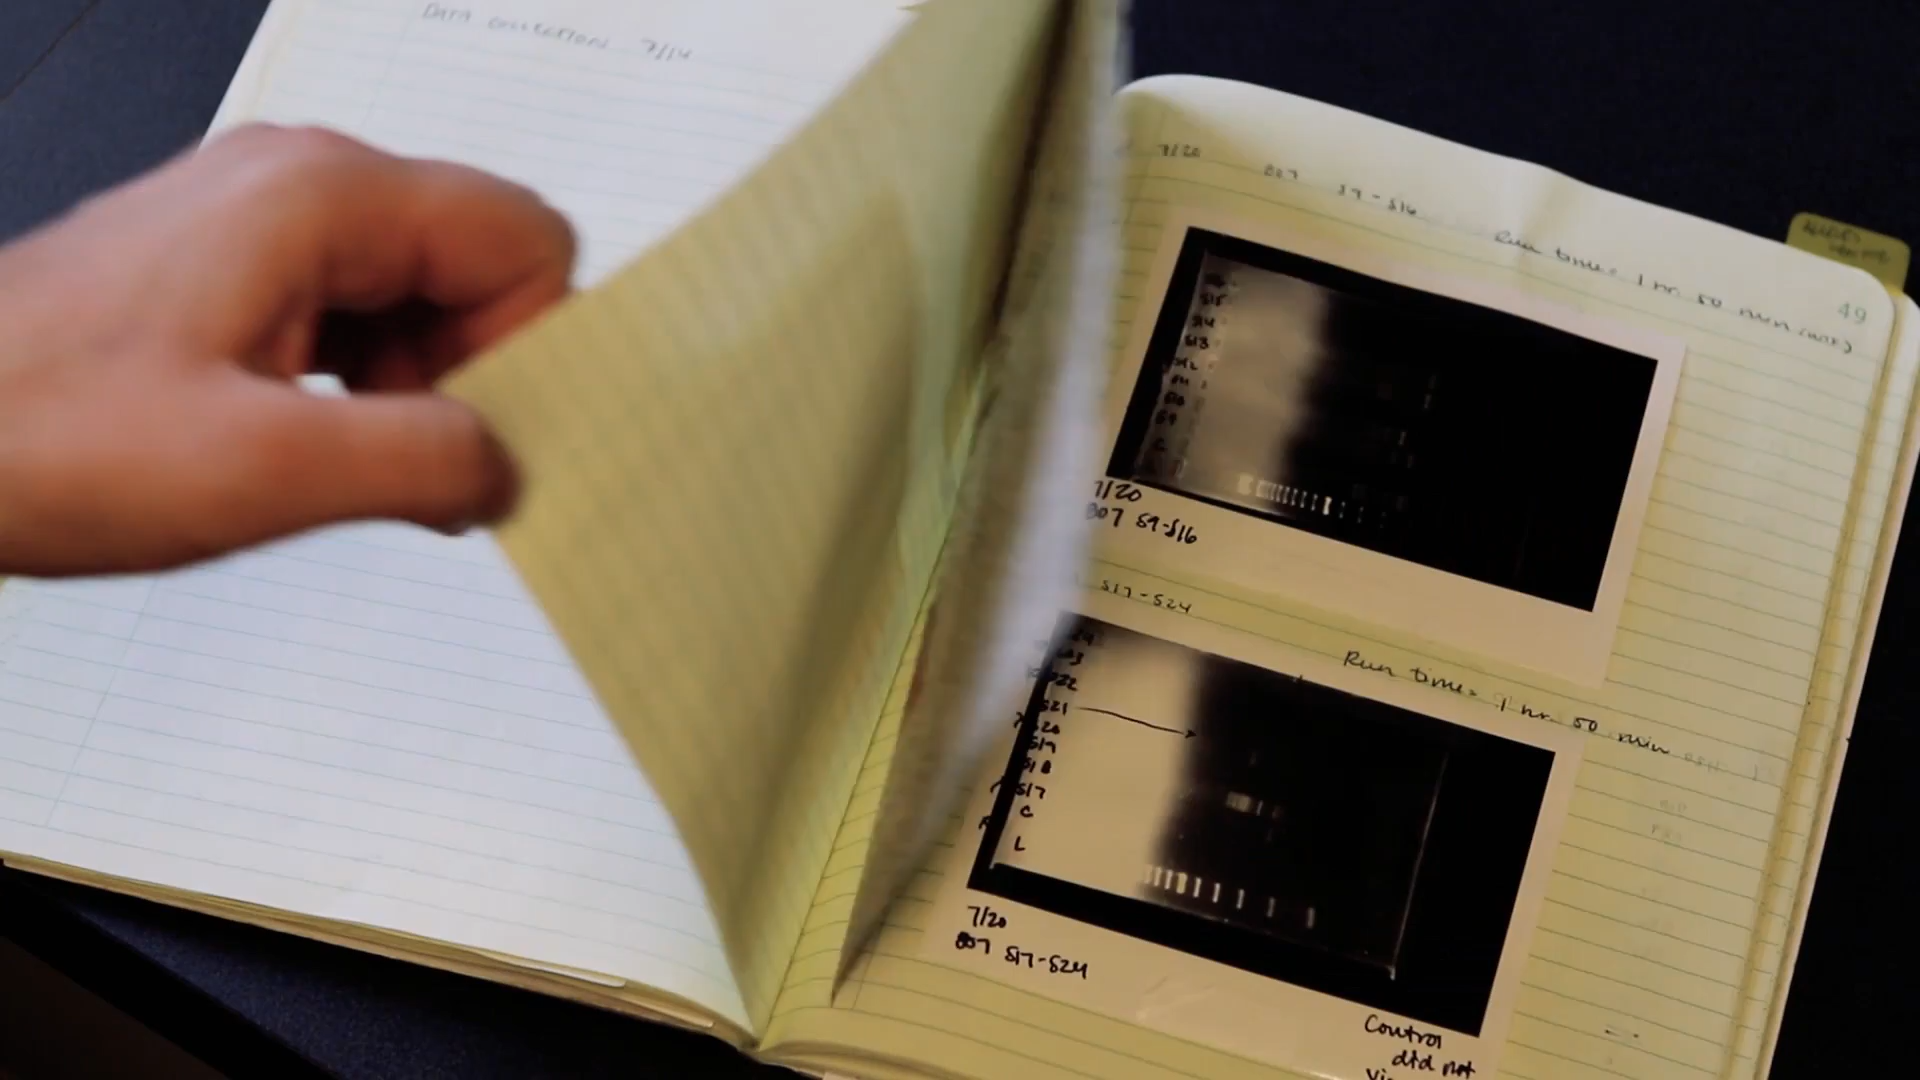 Data collection 7/14
7/20
807 S9-S16
Run time = 1 hr. 50 min
49
S15
S14
S13
S12
S11
S10
S9
C
7/20
807 S9-S16
S17-S24
Run time = 1 hr. 50 min
S22
S21
S20
S19
S18
S17
C
L
7/20
807 S17-S24
Control
did not